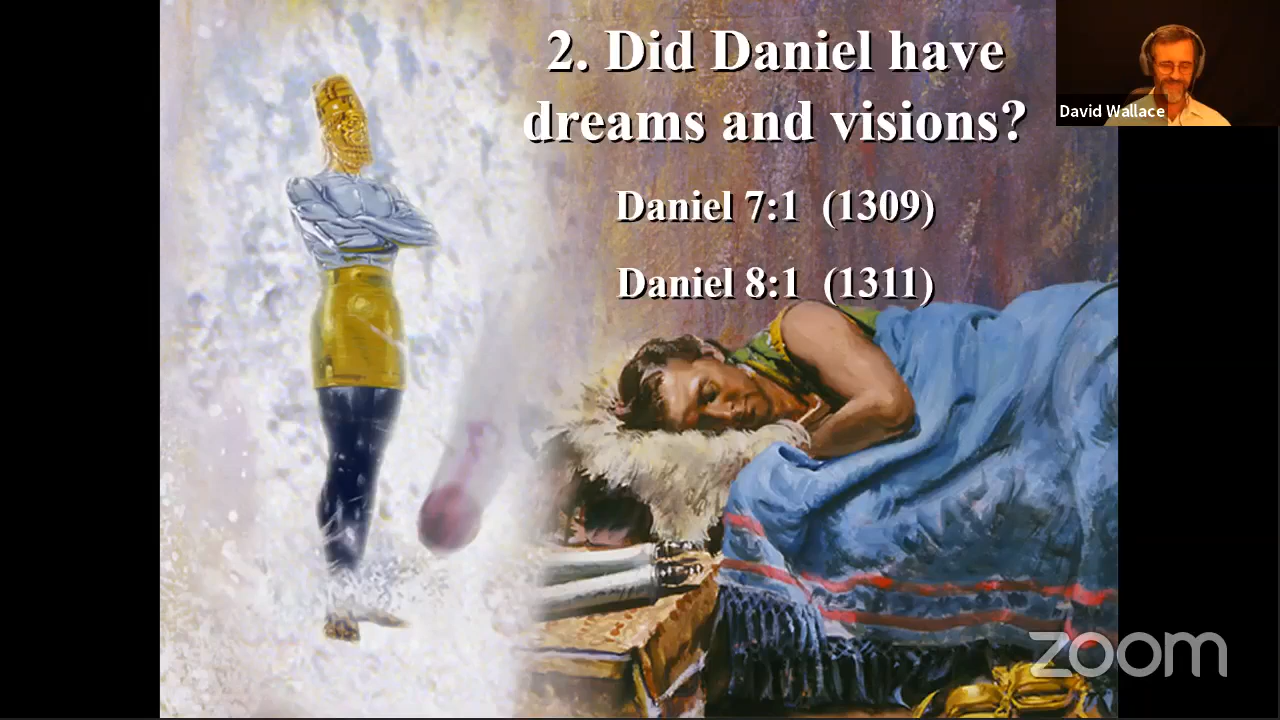 2. Did Daniel have
dreams and visions?
Daniel 7:1 (1309)
Daniel 8:1 (1311)
David Wallace
zoom